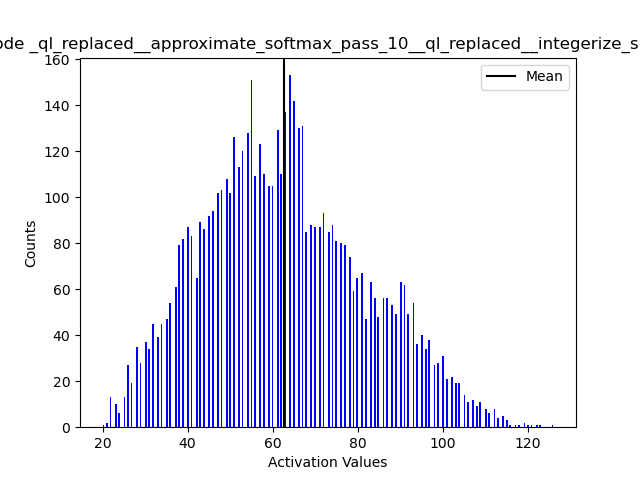 ode _ql_replaced__approximate_softmax_pass_10__ql_replaced__integerize_s
160
140
120
100
80
60
40
20
0
Counts
Mean
20 40 60 80 100 120
Activation Values